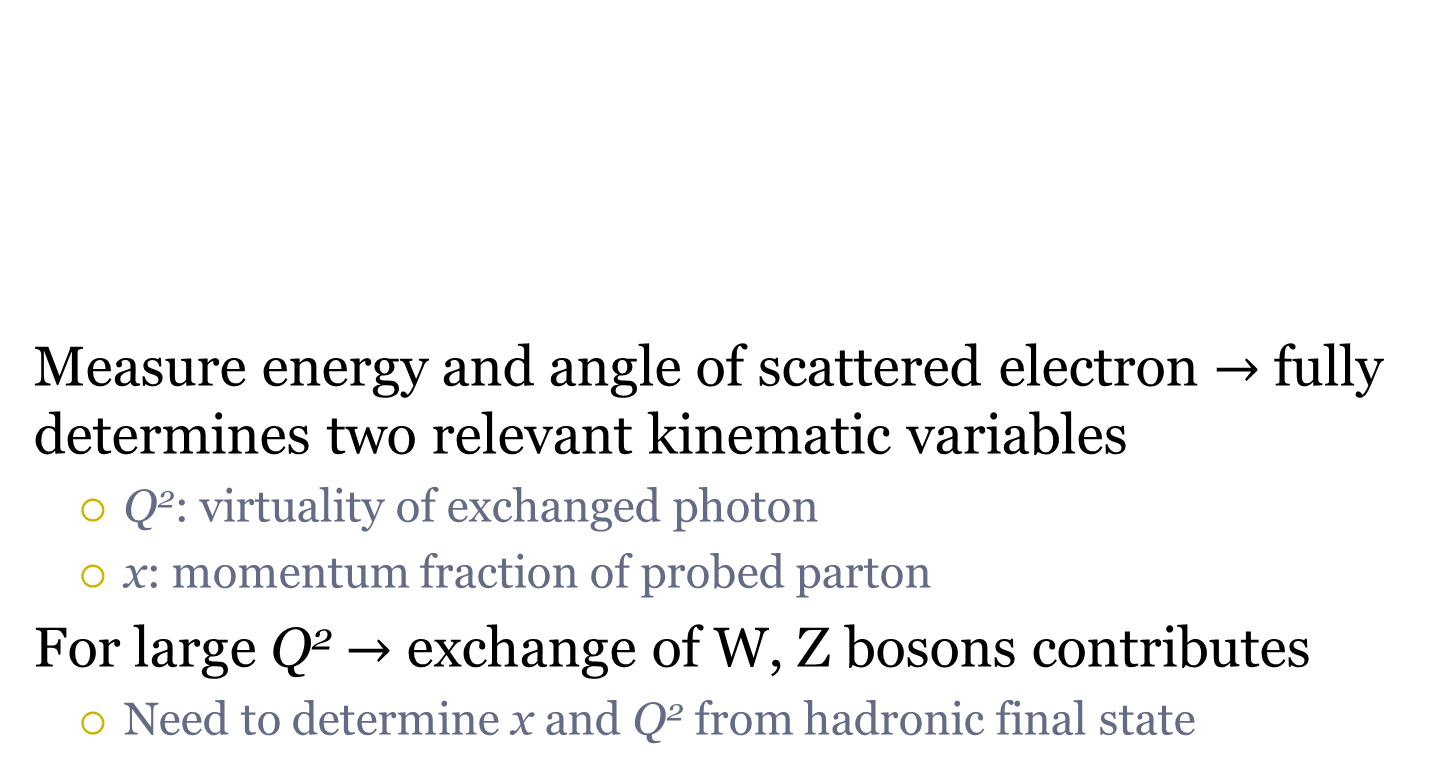 Measure energy and angle of scattered electron → fully
determines two relevant kinematic variables
○ Q²: virtuality of exchanged photon
○ x: momentum fraction of probed parton
For large Q² → exchange of W, Z bosons contributes
○ Need to determine x and Q² from hadronic final state